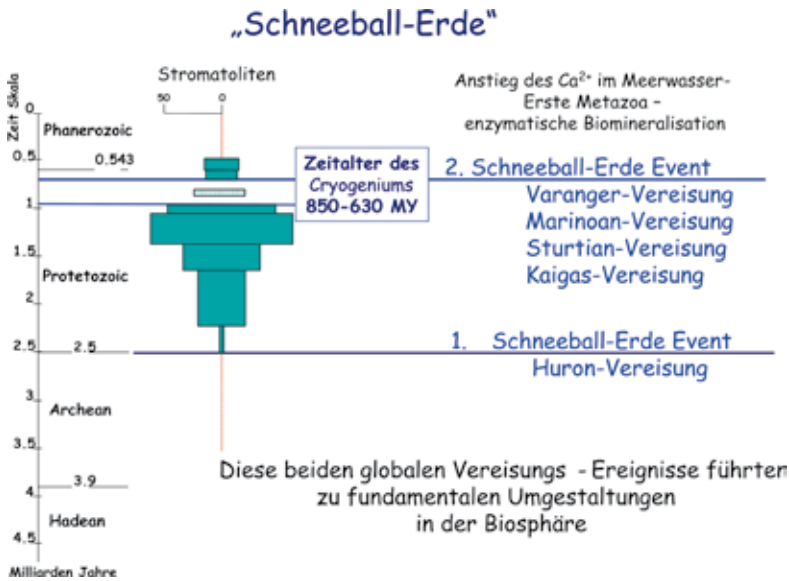 „Schneeball-Erde“
Stromatoliten
50
0
Anstieg des Ca²⁺ im Meerwasser-
Erste Metazoa –
enzymatische Biomineralisation
Zeit Skala
0
Phanerozoic
0.5
0.543
Zeitalter des
Cryogeniums
850-630 MY
2. Schneeball-Erde Event
Varanger-Vereisung
Marinoan-Vereisung
Sturtian-Vereisung
Kaigas-Vereisung
1
1.5
Protetozoic
2
2.5
2.5
1. Schneeball-Erde Event
Huron-Vereisung
3
Archean
3.5
3.9
4
Hadean
4.5
Milliarden Jahre
Diese beiden globalen Vereisungs - Ereignisse führten
zu fundamentalen Umgestaltungen
in der Biosphäre